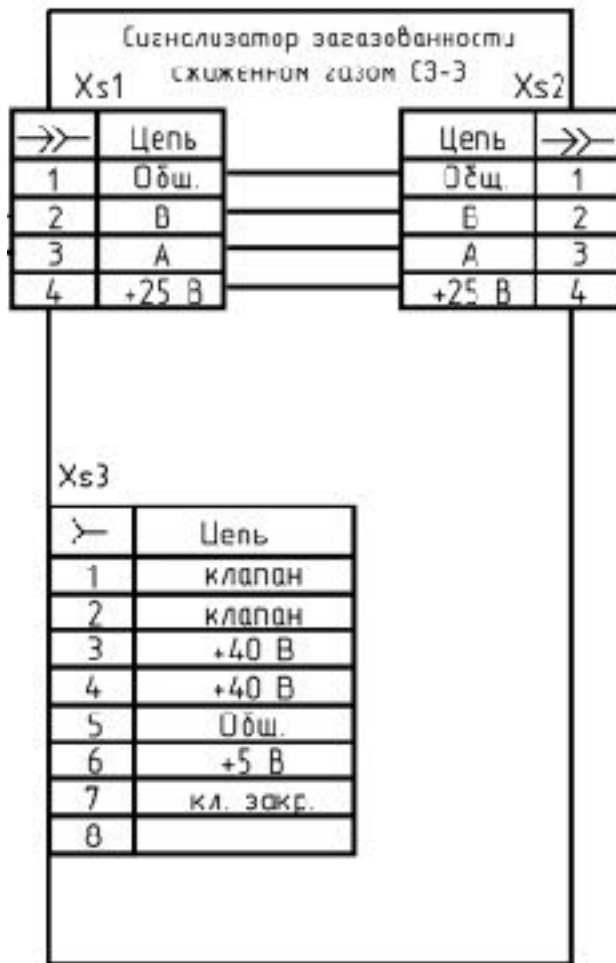 Сигнализатор загазованности
сжиженном газом СЗ-3
Xs1
Xs2
Цепь
1 Общ.
2 В
3 А
4 +25 В
Цепь
Общ. 1
Б 2
А 3
+25 В 4
Xs3
Цепь
1 клапан
2 клапан
3 +40 В
4 +40 В
5 Общ.
6 +5 В
7 кл. закр.
8